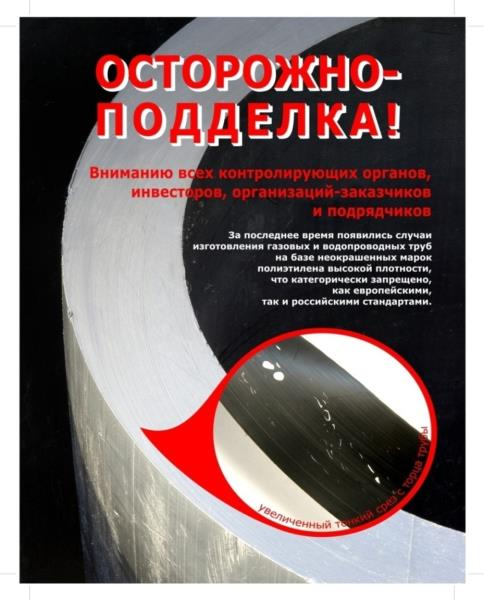 ОСТОРОЖНО-
ПОДДЕЛКА!
Вниманию всех контролирующих органов,
инвесторов, организаций-заказчиков
и подрядчиков
За последнее время появились случаи
изготовления газовых и водопроводных труб
на базе неокрашенных марок
полиэтилена высокой плотности,
что категорически запрещено,
как европейскими,
так и российскими стандартами.
увеличенный тонкий срез с торца трубы